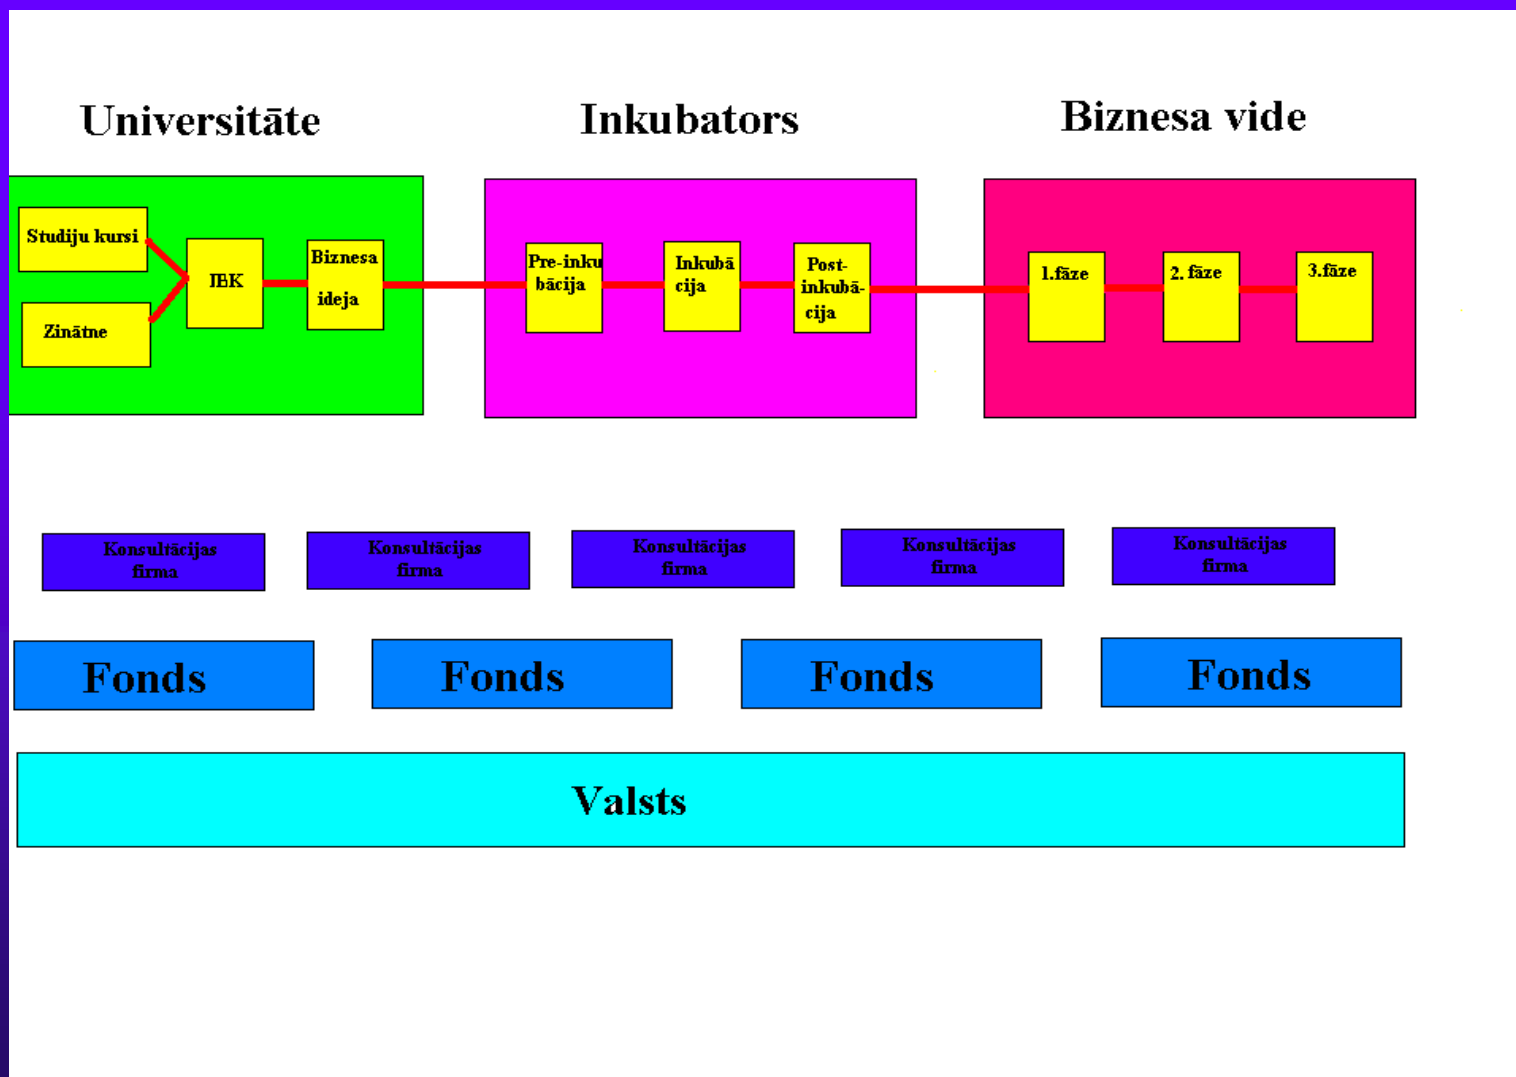 Universitāte
Inkubators
Biznesa vide
Studiju kursi
Zinātne
IEK
Biznesa
ideja
Pre-inku
bācija
Inkubā
cija
Post-
inkubā-
cija
1.fāze
2. fāze
3.fāze
Konsultācijas
firma
Konsultācijas
firma
Konsultācijas
firma
Konsultācijas
firma
Konsultācijas
firma
Fonds
Fonds
Fonds
Fonds
Valsts